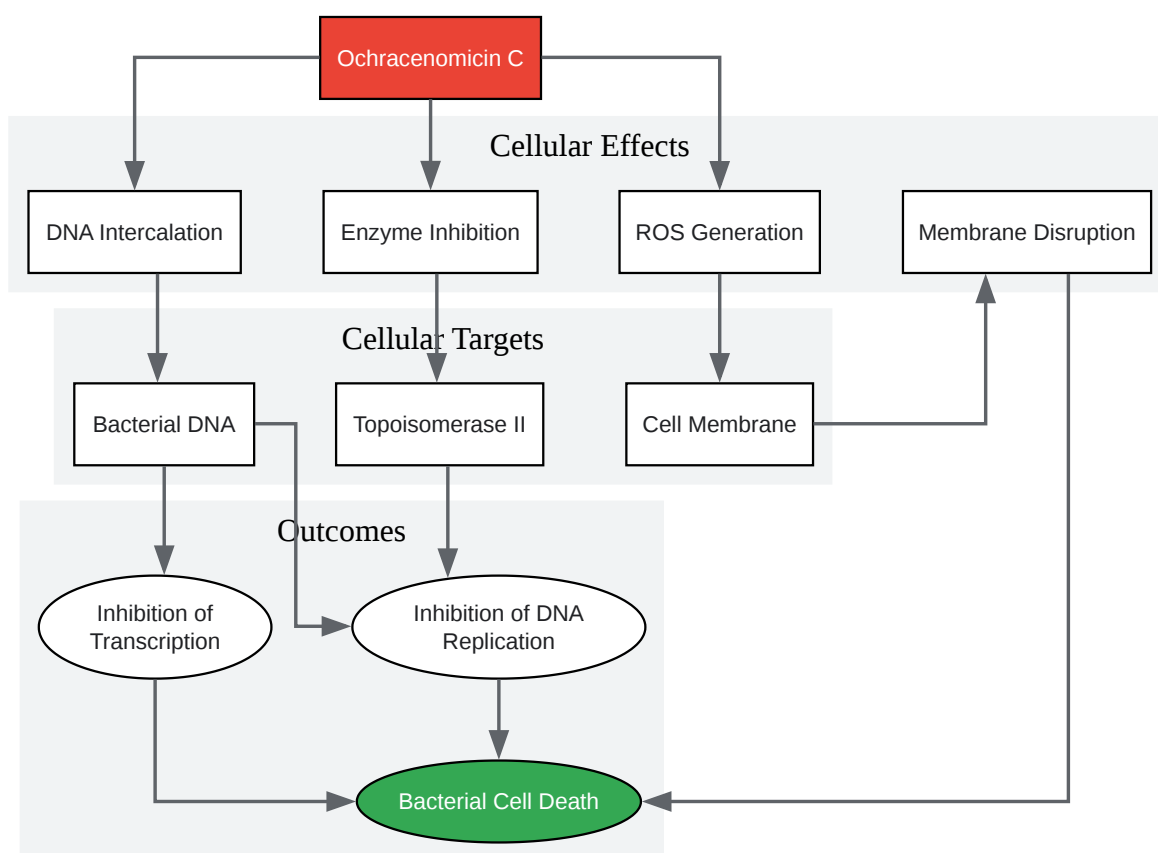 Ochracenomicin C
Cellular Effects
DNA Intercalation
Enzyme Inhibition
ROS Generation
Membrane Disruption
Cellular Targets
Bacterial DNA
Topoisomerase II
Cell Membrane
Outcomes
Inhibition of
Transcription
Inhibition of DNA
Replication
Bacterial Cell Death